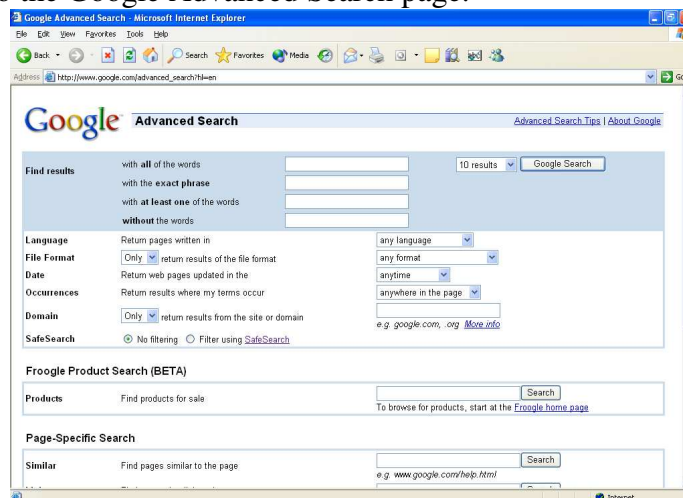 the Google Advanced Search page.
Google Advanced Search - Microsoft Internet Explorer
File Edit View Favorites Tools Help
Back Search Favorites Media
Address http://www.google.com/advanced_search?hl=en Go
Google Advanced Search Advanced Search Tips | About Google
Find results with all of the words 10 results Google Search
with the exact phrase
with at least one of the words
without the words
Language Return pages written in any language
File Format Only return results of the file format any format
Date Return web pages updated in the anytime
Occurrences Return results where my terms occur anywhere in the page
Domain Only return results from the site or domain
e.g. google.com, .org More info
SafeSearch No filtering Filter using SafeSearch
Froogle Product Search (BETA)
Products Find products for sale Search
To browse for products, start at the Froogle home page
Page-Specific Search
Similar Find pages similar to the page Search
e.g. www.google.com/help.html
Internet